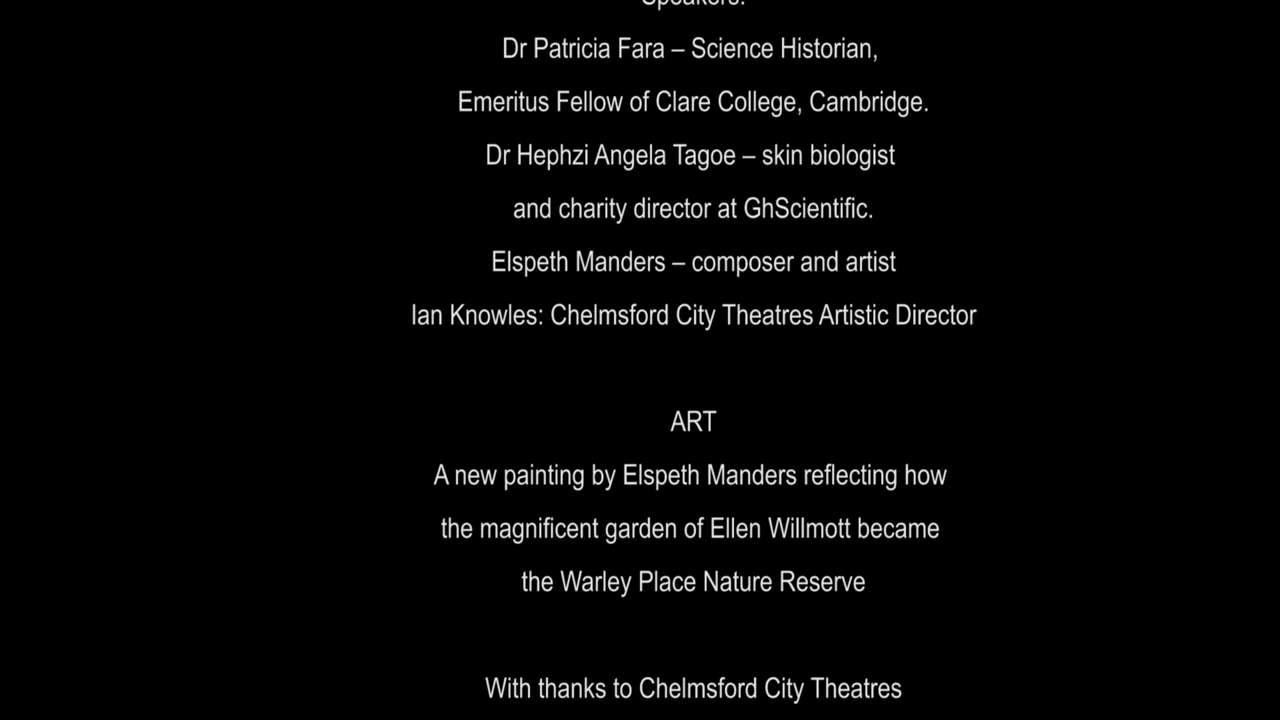 Speakers:
Dr Patricia Fara – Science Historian,
Emeritus Fellow of Clare College, Cambridge.
Dr Hephzi Angela Tagoe – skin biologist
and charity director at GhScientific.
Elspeth Manders – composer and artist
Ian Knowles: Chelmsford City Theatres Artistic Director
ART
A new painting by Elspeth Manders reflecting how
the magnificent garden of Ellen Willmott became
the Warley Place Nature Reserve
With thanks to Chelmsford City Theatres